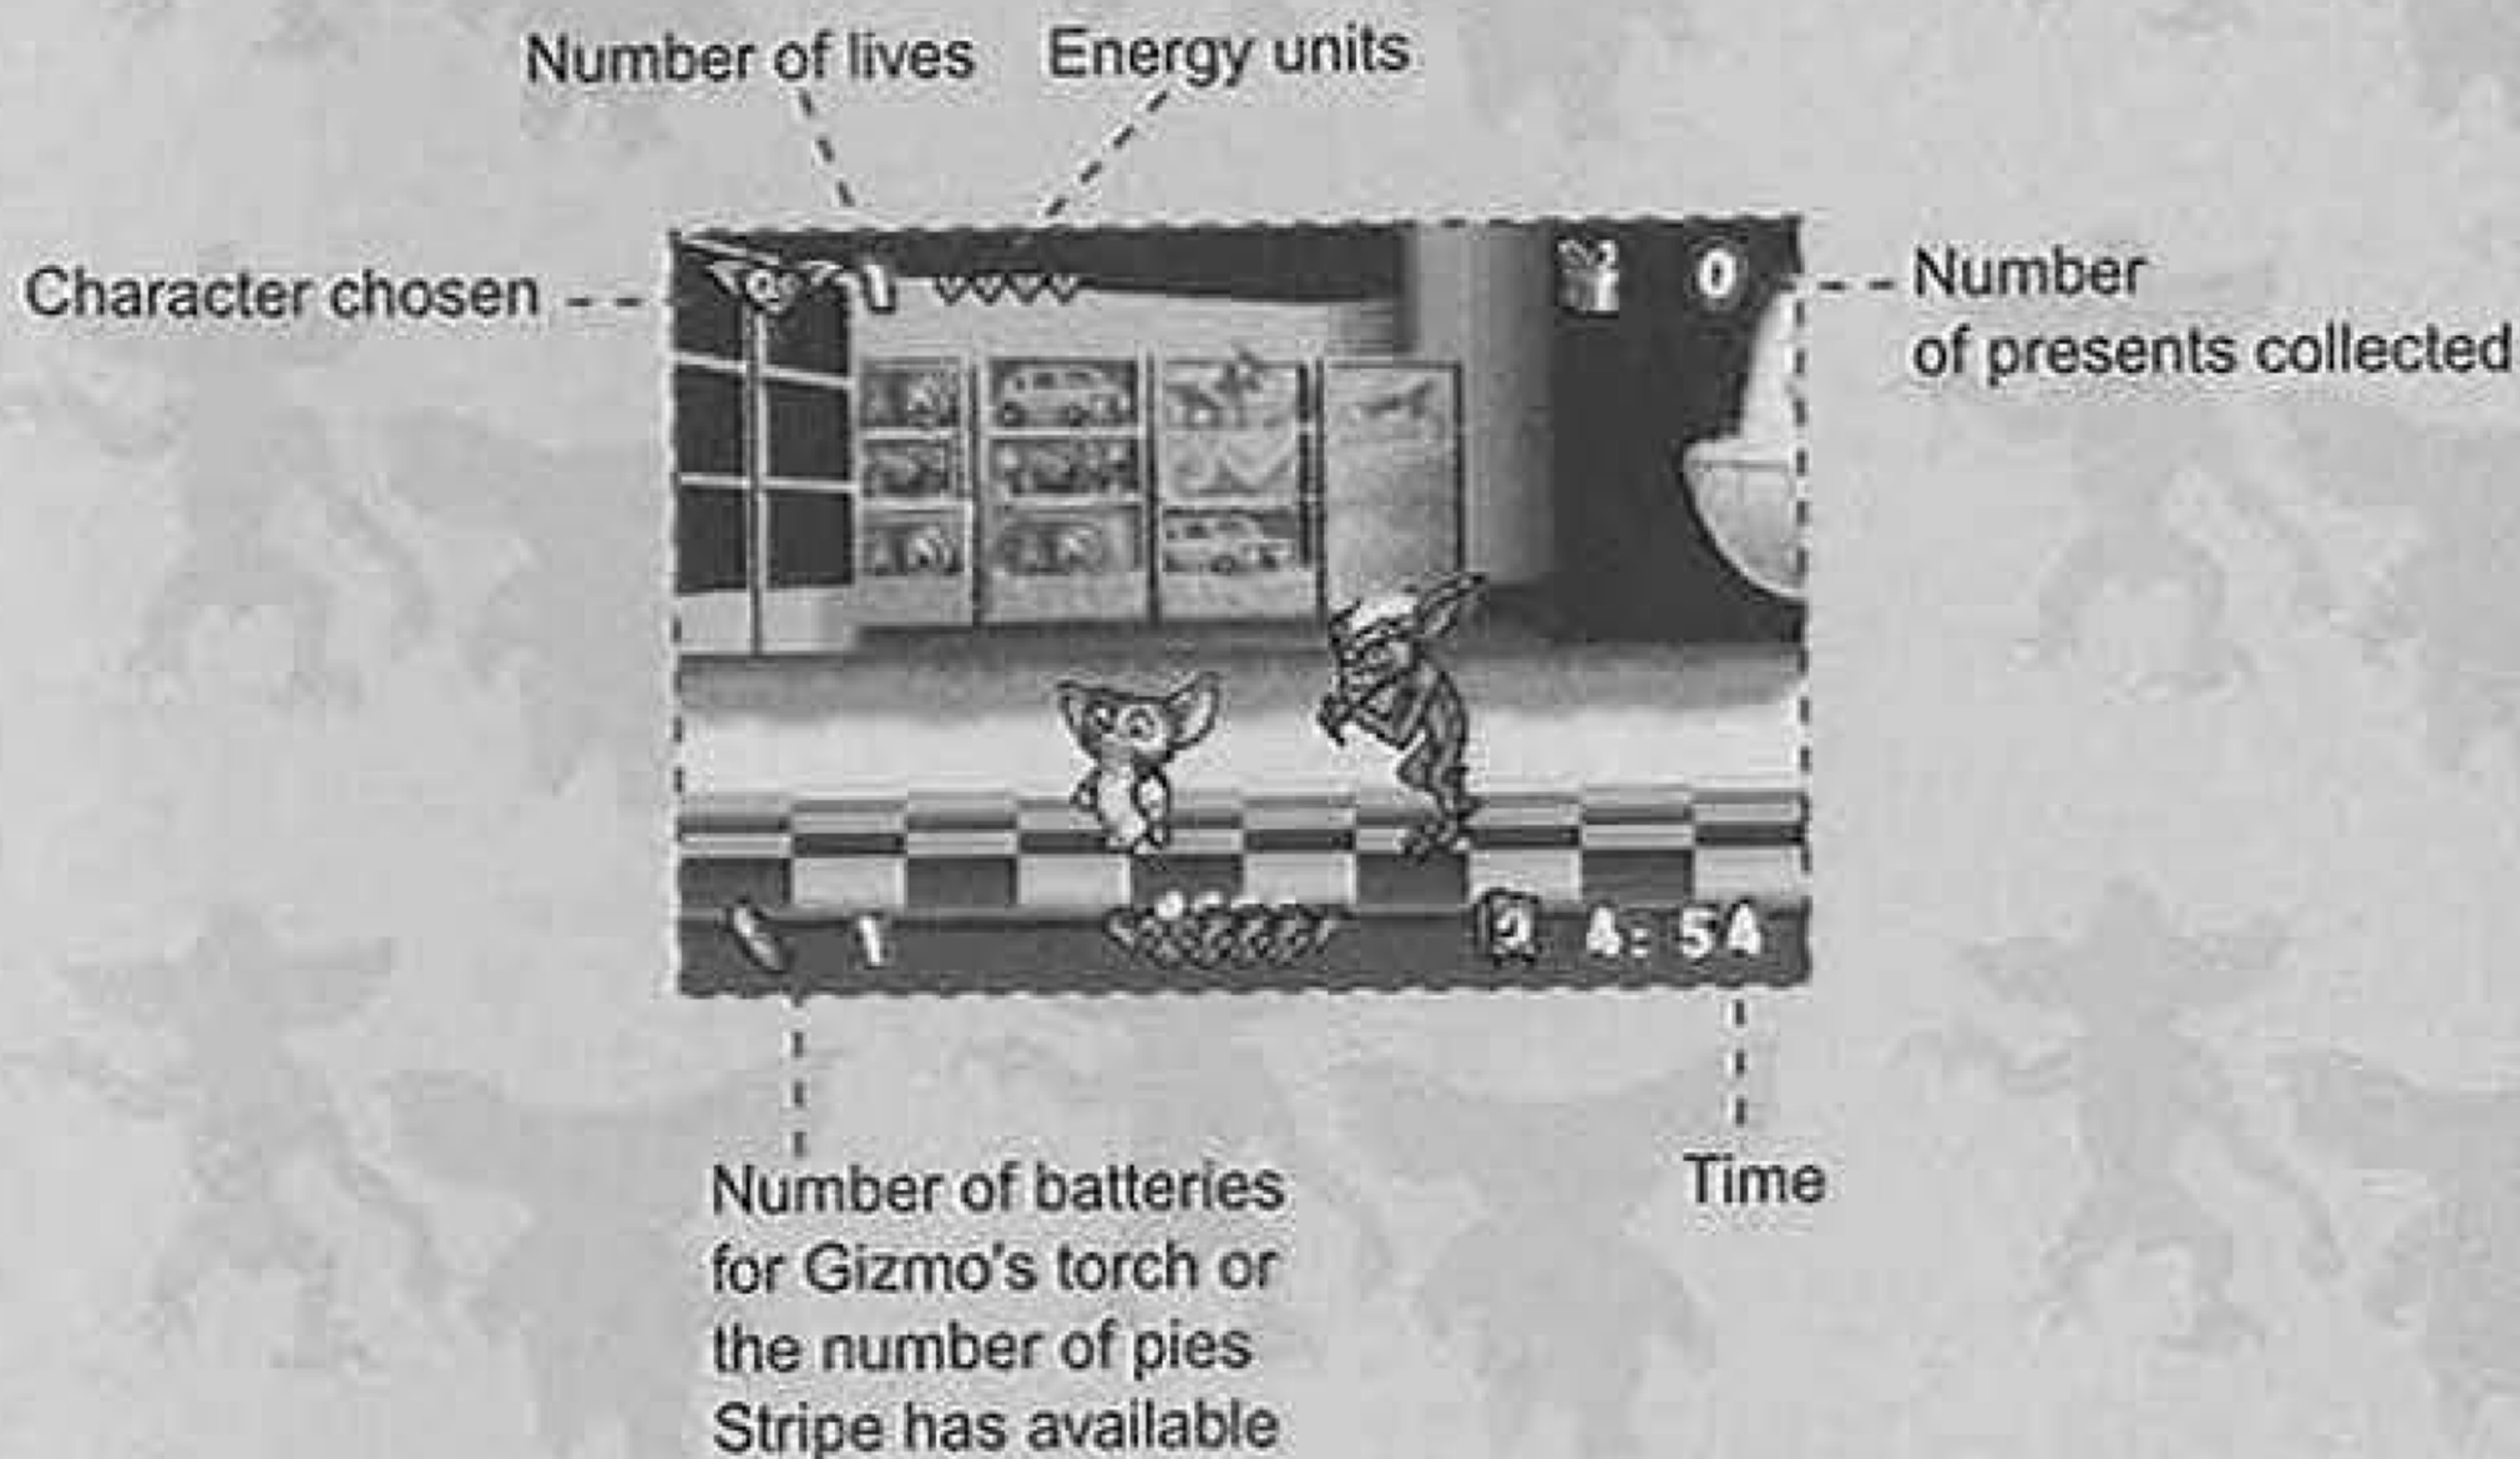 Number of lives
Energy units
Character chosen
1
0
Number
of presents collected
1
4:54
Number of batteries
for Gizmo's torch or
the number of pies
Stripe has available
Time